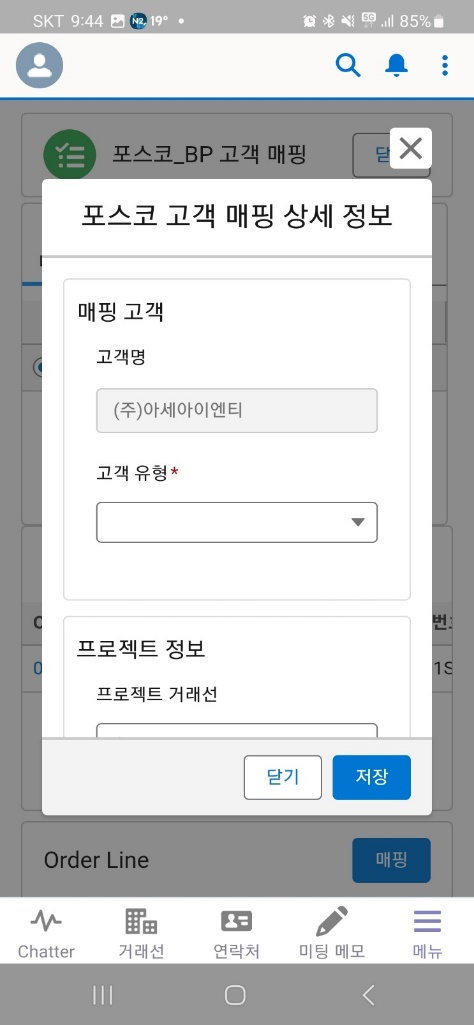 SKT 9:44 N2 19° 5G 85%
포스코_BP 고객 매핑
포스코 고객 매핑 상세 정보
매핑 고객
고객명
(주)아세아이엔티
고객 유형*
프로젝트 정보
프로젝트 거래선
닫기 저장
Order Line 매핑
Chatter 거래선 연락처 미팅 메모 메뉴